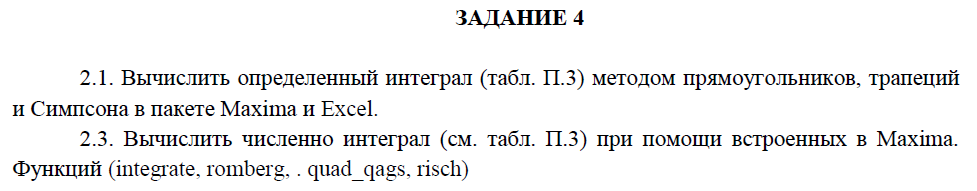 ЗАДАНИЕ 4
2.1. Вычислить определенный интеграл (табл. П.3) методом прямоугольников, трапеций
и Симпсона в пакете Maxima и Excel.
2.3. Вычислить численно интеграл (см. табл. П.3) при помощи встроенных в Maxima.
Функций (integrate, romberg, . quad_qags, risch)